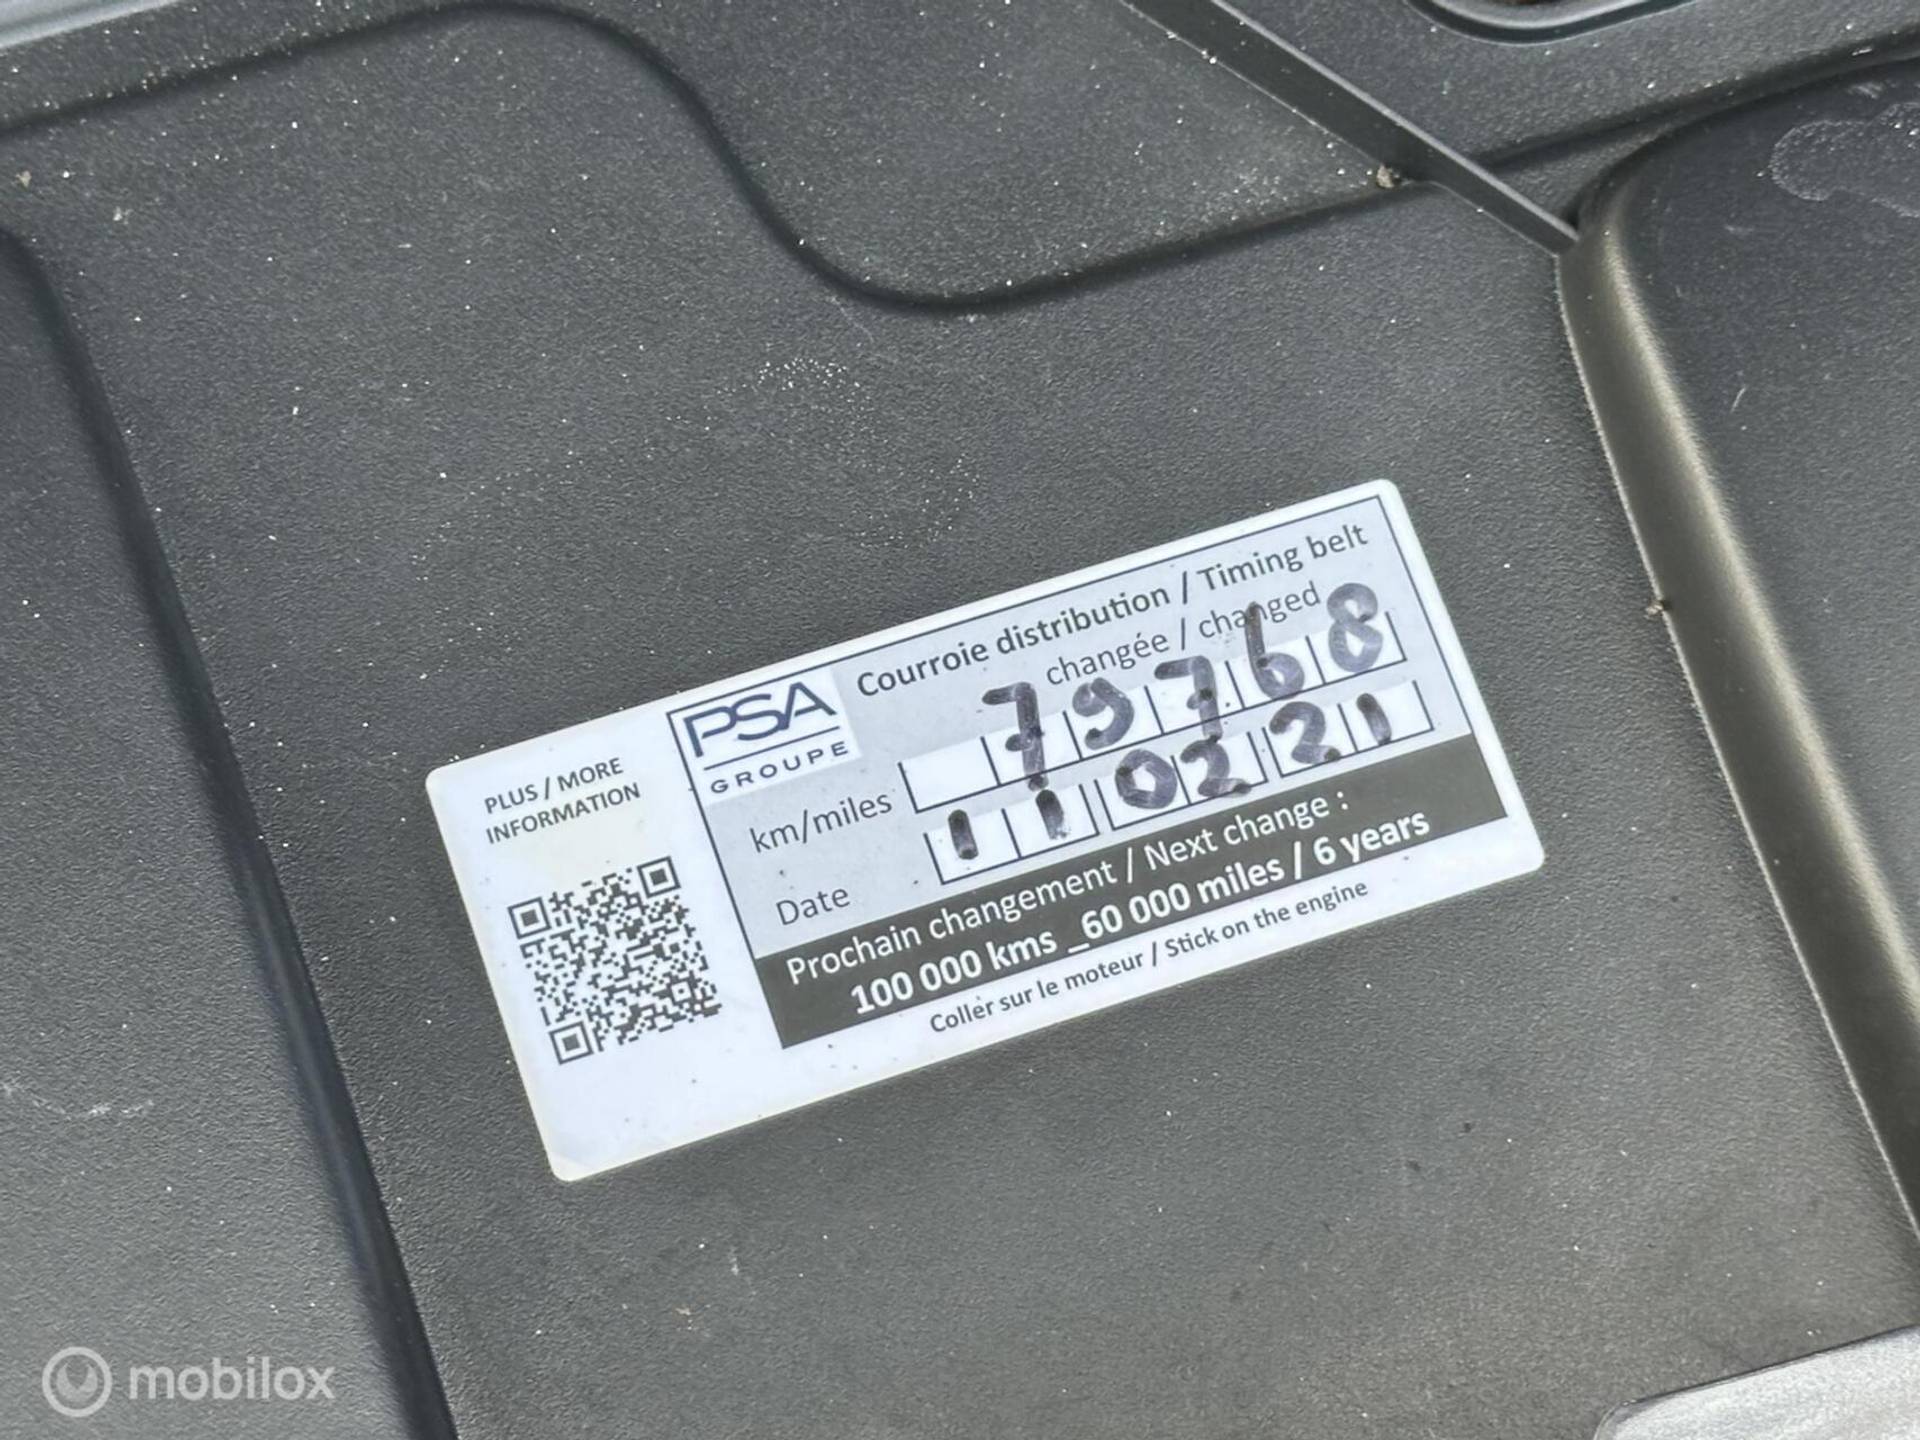 PLUS / MORE
INFORMATION
PSA
GROUPE
Courroie distribution / Timing belt
changée / changed
km/miles 79768
Date 11 02 21
Prochain changement / Next change :
100 000 kms _60 000 miles / 6 years
Coller sur le moteur / Stick on the engine
mobilox